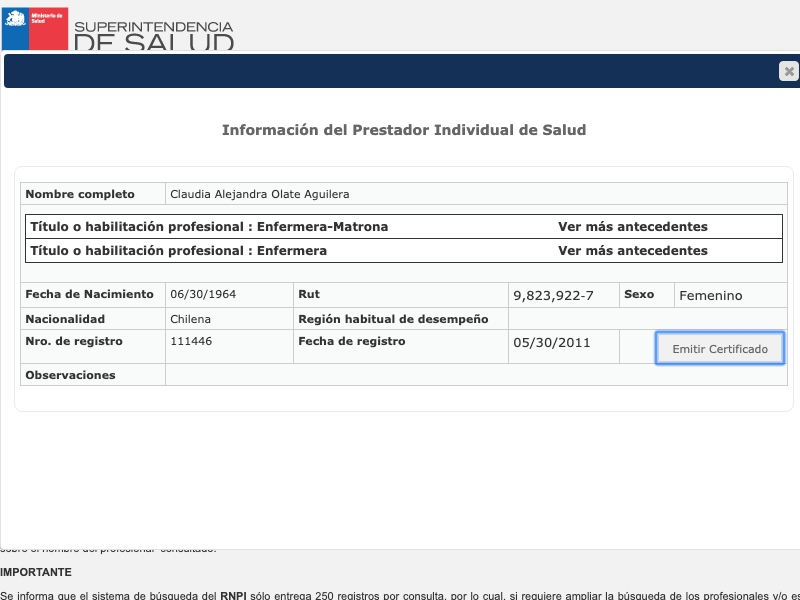 Ministerio de
Salud
SUPERINTENDENCIA
DE SALUD
Información del Prestador Individual de Salud
Nombre completo Claudia Alejandra Olate Aguilera
Título o habilitación profesional : Enfermera-Matrona Ver más antecedentes
Título o habilitación profesional : Enfermera Ver más antecedentes
Fecha de Nacimiento 06/30/1964 Rut 9,823,922-7 Sexo Femenino
Nacionalidad Chilena Región habitual de desempeño
Nro. de registro 111446 Fecha de registro 05/30/2011 Emitir Certificado
Observaciones
sobre el nombre del profesional consultado.
IMPORTANTE
Se informa que el sistema de búsqueda del RNPI sólo entrega 250 registros por consulta, por lo cual, si requiere ampliar la búsqueda de los profesionales y/o es